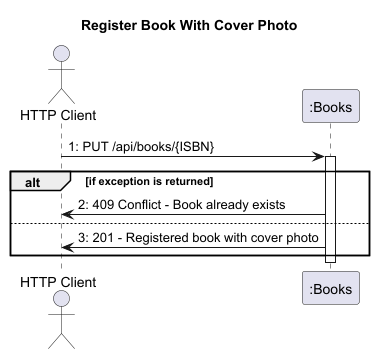 Register Book With Cover Photo
HTTP Client
:Books
1: PUT /api/books/{ISBN}
alt [if exception is returned]
2: 409 Conflict - Book already exists
3: 201 - Registered book with cover photo
HTTP Client
:Books